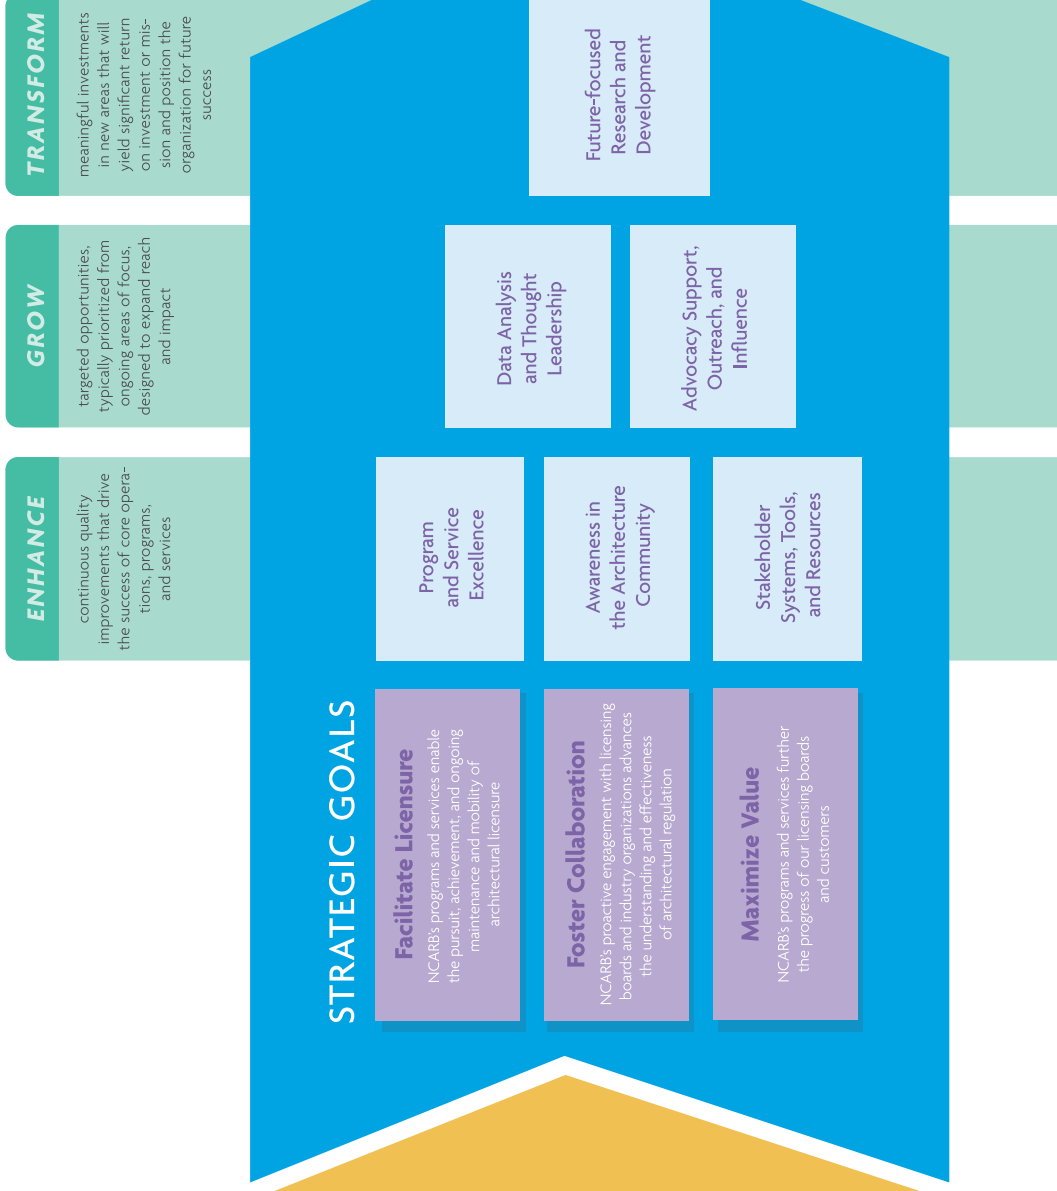 ENHANCE
continuous quality
improvements that drive
the success of core opera-
tions, programs,
and services
GROW
targeted opportunities,
typically prioritized from
ongoing areas of focus,
designed to expand reach
and impact
TRANSFORM
meaningful investments
in new areas that will
yield significant return
on investment or mis-
sion and position the
organization for future
success
STRATEGIC GOALS
Facilitate Licensure
NCARB's programs and services enable
the pursuit, achievement, and ongoing
maintenance and mobility of
architectural licensure
Program
and Service
Excellence
Foster Collaboration
NCARB's proactive engagement with licensing
boards and industry organizations advances
the understanding and effectiveness
of architectural regulation
Awareness in
the Architecture
Community
Maximize Value
NCARB's programs and services further
the progress of our licensing boards
and customers
Stakeholder
Systems, Tools,
and Resources
Data Analysis
and Thought
Leadership
Advocacy Support,
Outreach, and
Influence
Future-focused
Research and
Development